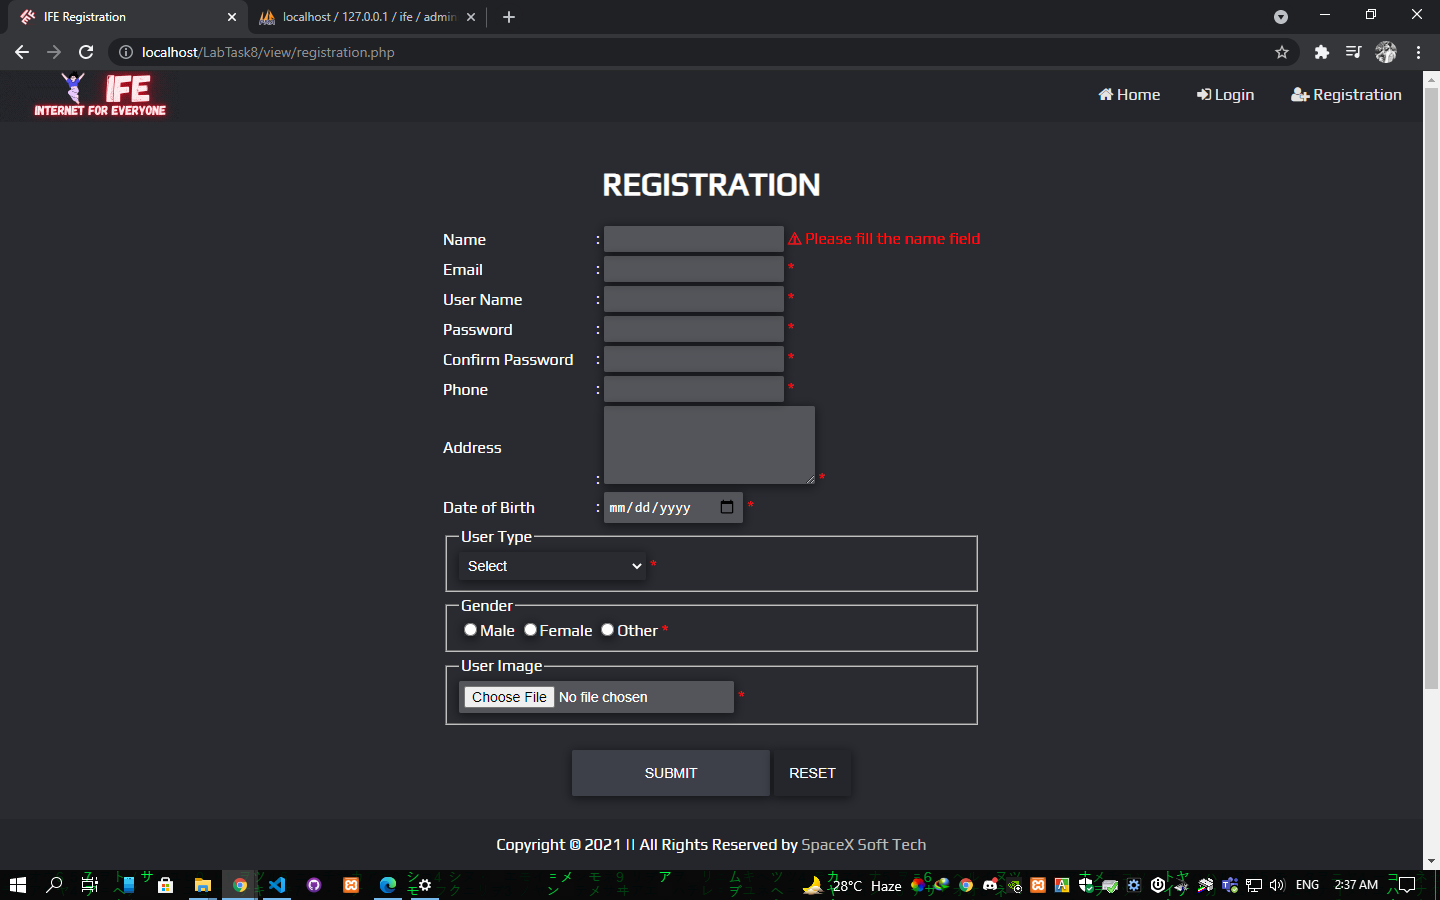 IFE Registration
localhost / 127.0.0.1 / ife / admin
localhost/LabTask8/view/registration.php
IFE
INTERNET FOR EVERYONE
Home Login Registration
REGISTRATION
Name : Please fill the name field
Email : *
User Name : *
Password : *
Confirm Password : *
Phone : *
Address : *
Date of Birth : mm/dd/yyyy *
User Type
Select *
Gender
Male Female Other *
User Image
Choose File No file chosen *
SUBMIT RESET
Copyright © 2021 || All Rights Reserved by SpaceX Soft Tech
28°C Haze ENG 2:37 AM